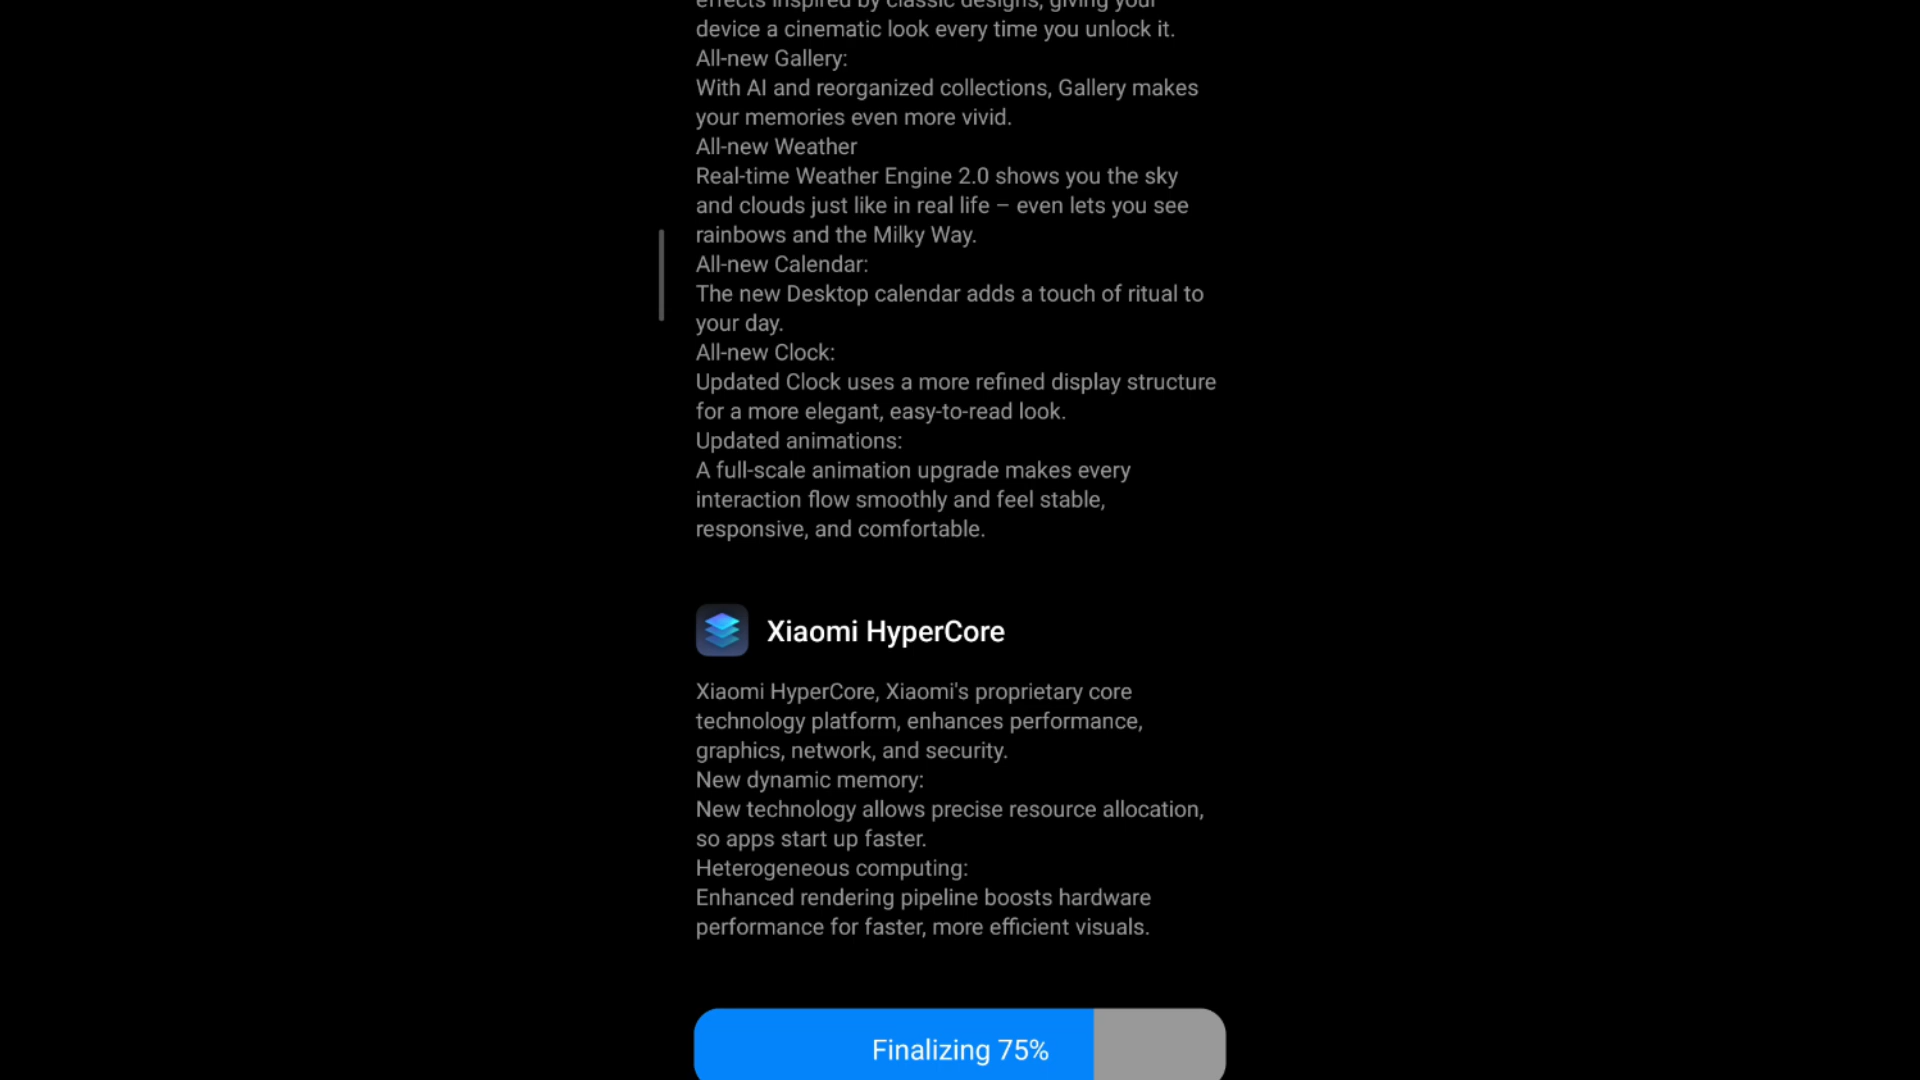 effects inspired by classic designs, giving your
device a cinematic look every time you unlock it.
All-new Gallery:
With AI and reorganized collections, Gallery makes
your memories even more vivid.
All-new Weather
Real-time Weather Engine 2.0 shows you the sky
and clouds just like in real life – even lets you see
rainbows and the Milky Way.
All-new Calendar:
The new Desktop calendar adds a touch of ritual to
your day.
All-new Clock:
Updated Clock uses a more refined display structure
for a more elegant, easy-to-read look.
Updated animations:
A full-scale animation upgrade makes every
interaction flow smoothly and feel stable,
responsive, and comfortable.
Xiaomi HyperCore
Xiaomi HyperCore, Xiaomi's proprietary core
technology platform, enhances performance,
graphics, network, and security.
New dynamic memory:
New technology allows precise resource allocation,
so apps start up faster.
Heterogeneous computing:
Enhanced rendering pipeline boosts hardware
performance for faster, more efficient visuals.
Finalizing 75%